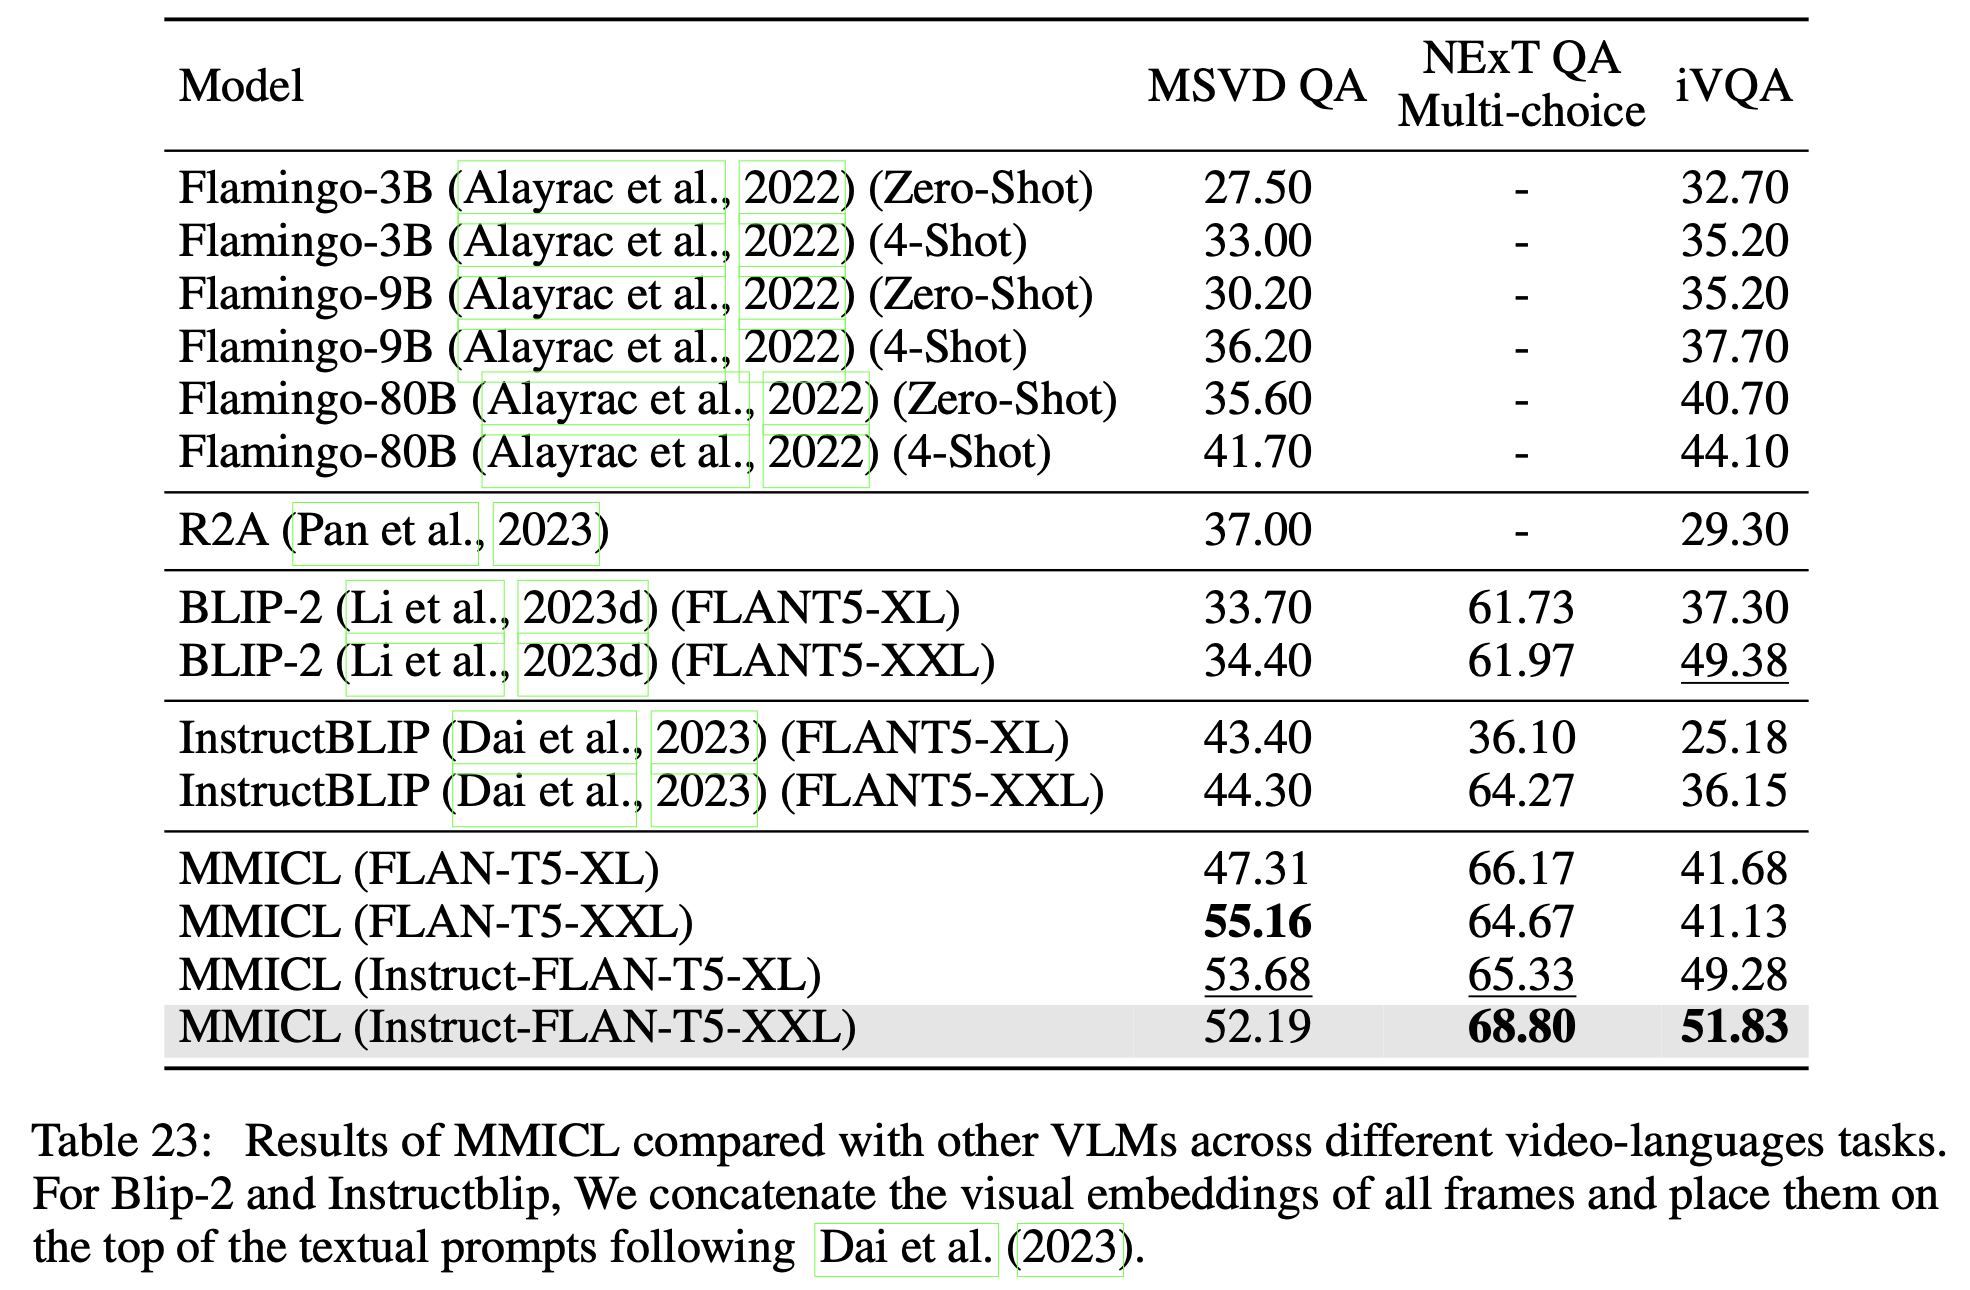 Model MSVD QA NExT QA Multi-choice iVQA
Flamingo-3B (Alayrac et al., 2022) (Zero-Shot) 27.50 - 32.70
Flamingo-3B (Alayrac et al., 2022) (4-Shot) 33.00 - 35.20
Flamingo-9B (Alayrac et al., 2022) (Zero-Shot) 30.20 - 35.20
Flamingo-9B (Alayrac et al., 2022) (4-Shot) 36.20 - 37.70
Flamingo-80B (Alayrac et al., 2022) (Zero-Shot) 35.60 - 40.70
Flamingo-80B (Alayrac et al., 2022) (4-Shot) 41.70 - 44.10
R2A (Pan et al., 2023) 37.00 - 29.30
BLIP-2 (Li et al., 2023d) (FLANT5-XL) 33.70 61.73 37.30
BLIP-2 (Li et al., 2023d) (FLANT5-XXL) 34.40 61.97 49.38
InstructBLIP (Dai et al., 2023) (FLANT5-XL) 43.40 36.10 25.18
InstructBLIP (Dai et al., 2023) (FLANT5-XXL) 44.30 64.27 36.15
MMICL (FLAN-T5-XL) 47.31 66.17 41.68
MMICL (FLAN-T5-XXL) 55.16 64.67 41.13
MMICL (Instruct-FLAN-T5-XL) 53.68 65.33 49.28
MMICL (Instruct-FLAN-T5-XXL) 52.19 68.80 51.83
Table 23: Results of MMICL compared with other VLMs across different video-languages tasks.
For Blip-2 and Instructblip, We concatenate the visual embeddings of all frames and place them on
the top of the textual prompts following Dai et al. (2023).